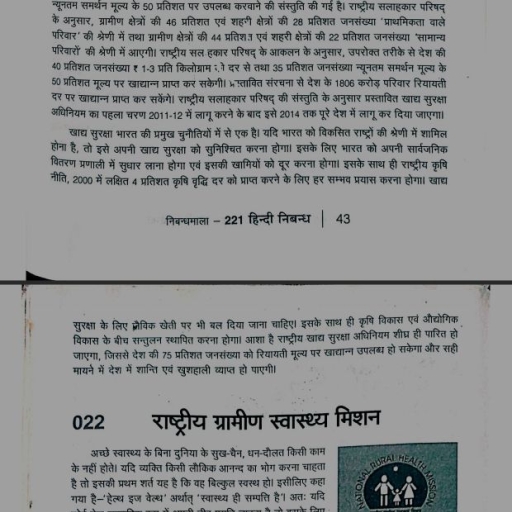 न्यूनतम समर्थन मूल्य के 50 प्रतिशत पर उपलब्ध करवाने की संस्तुति की गई है। राष्ट्रीय सलाहकार परिषद्
के अनुसार, ग्रामीण क्षेत्रों की 46 प्रतिशत एवं शहरी क्षेत्रों की 28 प्रतिशत जनसंख्या 'प्राथमिकता वाले
परिवार' की श्रेणी में तथा ग्रामीण क्षेत्रों की 44 प्रतिशत एवं शहरी क्षेत्रों की 22 प्रतिशत जनसंख्या 'सामान्य
परिवारों' की श्रेणी में आएगी। राष्ट्रीय सलाहकार परिषद् के आकलन के अनुसार, उपरोक्त तरीके से देश की
40 प्रतिशत जनसंख्या ₹ 1-3 प्रति किलोग्राम की दर से तथा 35 प्रतिशत जनसंख्या न्यूनतम समर्थन मूल्य के
50 प्रतिशत मूल्य पर खाद्यान्न प्राप्त कर सकेगी। प्रस्तावित संरचना से देश के 1806 करोड़ परिवार रियायती
दर पर खाद्यान्न प्राप्त कर सकेंगे। राष्ट्रीय सलाहकार परिषद् की संस्तुति के अनुसार प्रस्तावित खाद्य सुरक्षा
अधिनियम का पहला चरण 2011-12 में लागू करने के बाद इसे 2014 तक पूरे देश में लागू कर दिया जाएगा।
खाद्य सुरक्षा भारत की प्रमुख चुनौतियों में से एक है। यदि भारत को विकसित राष्ट्रों की श्रेणी में शामिल
होना है, तो इसे अपनी खाद्य सुरक्षा को सुनिश्चित करना होगा। इसके लिए भारत को अपनी सार्वजनिक
वितरण प्रणाली में सुधार लाना होगा एवं इसकी खामियों को दूर करना होगा। इसके साथ ही राष्ट्रीय कृषि
नीति, 2000 में लक्षित 4 प्रतिशत कृषि वृद्धि दर को प्राप्त करने के लिए हर सम्भव प्रयास करना होगा। खाद्य
निबन्धमाला – 221 हिन्दी निबन्ध | 43
सुरक्षा के लिए जैविक खेती पर भी बल दिया जाना चाहिए। इसके साथ ही कृषि विकास एवं औद्योगिक
विकास के बीच सन्तुलन स्थापित करना होगा। आशा है राष्ट्रीय खाद्य सुरक्षा अधिनियम शीघ्र ही पारित हो
जाएगा, जिससे देश की 75 प्रतिशत जनसंख्या को रियायती मूल्य पर खाद्यान्न उपलब्ध हो सकेगा और सही
मायने में देश में शान्ति एवं खुशहाली व्याप्त हो पाएगी।
022 राष्ट्रीय ग्रामीण स्वास्थ्य मिशन
अच्छे स्वास्थ्य के बिना दुनिया के सुख-चैन, धन-दौलत किसी काम
के नहीं होते। यदि व्यक्ति किसी लौकिक आनन्द का भोग करना चाहता
है तो इसकी प्रथम शर्त यह है कि वह बिल्कुल स्वस्थ हो। इसीलिए कहा
गया है–'हेल्थ इज वेल्थ' अर्थात् 'स्वास्थ्य ही सम्पत्ति है'। अतः यदि
NATIONAL RURAL HEALTH MISSION